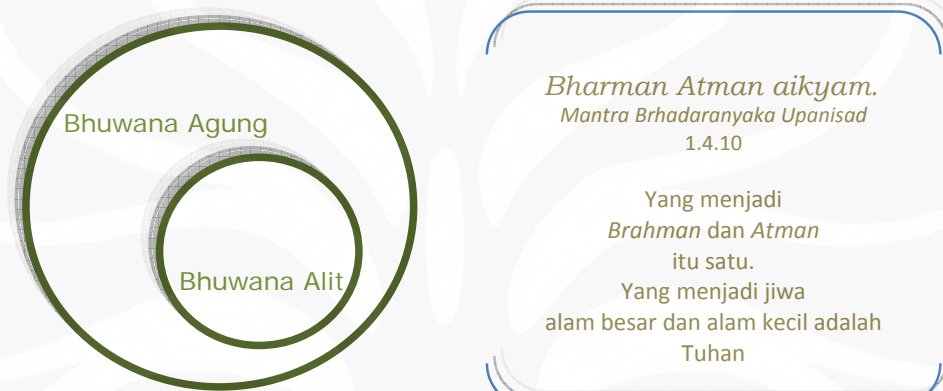 Bhuwana Agung
Bhuwana Alit
Bharman Atman aikyam.
Mantra Brhadaranyaka Upanisad
1.4.10
Yang menjadi
Brahman dan Atman
itu satu.
Yang menjadi jiwa
alam besar dan alam kecil adalah
Tuhan